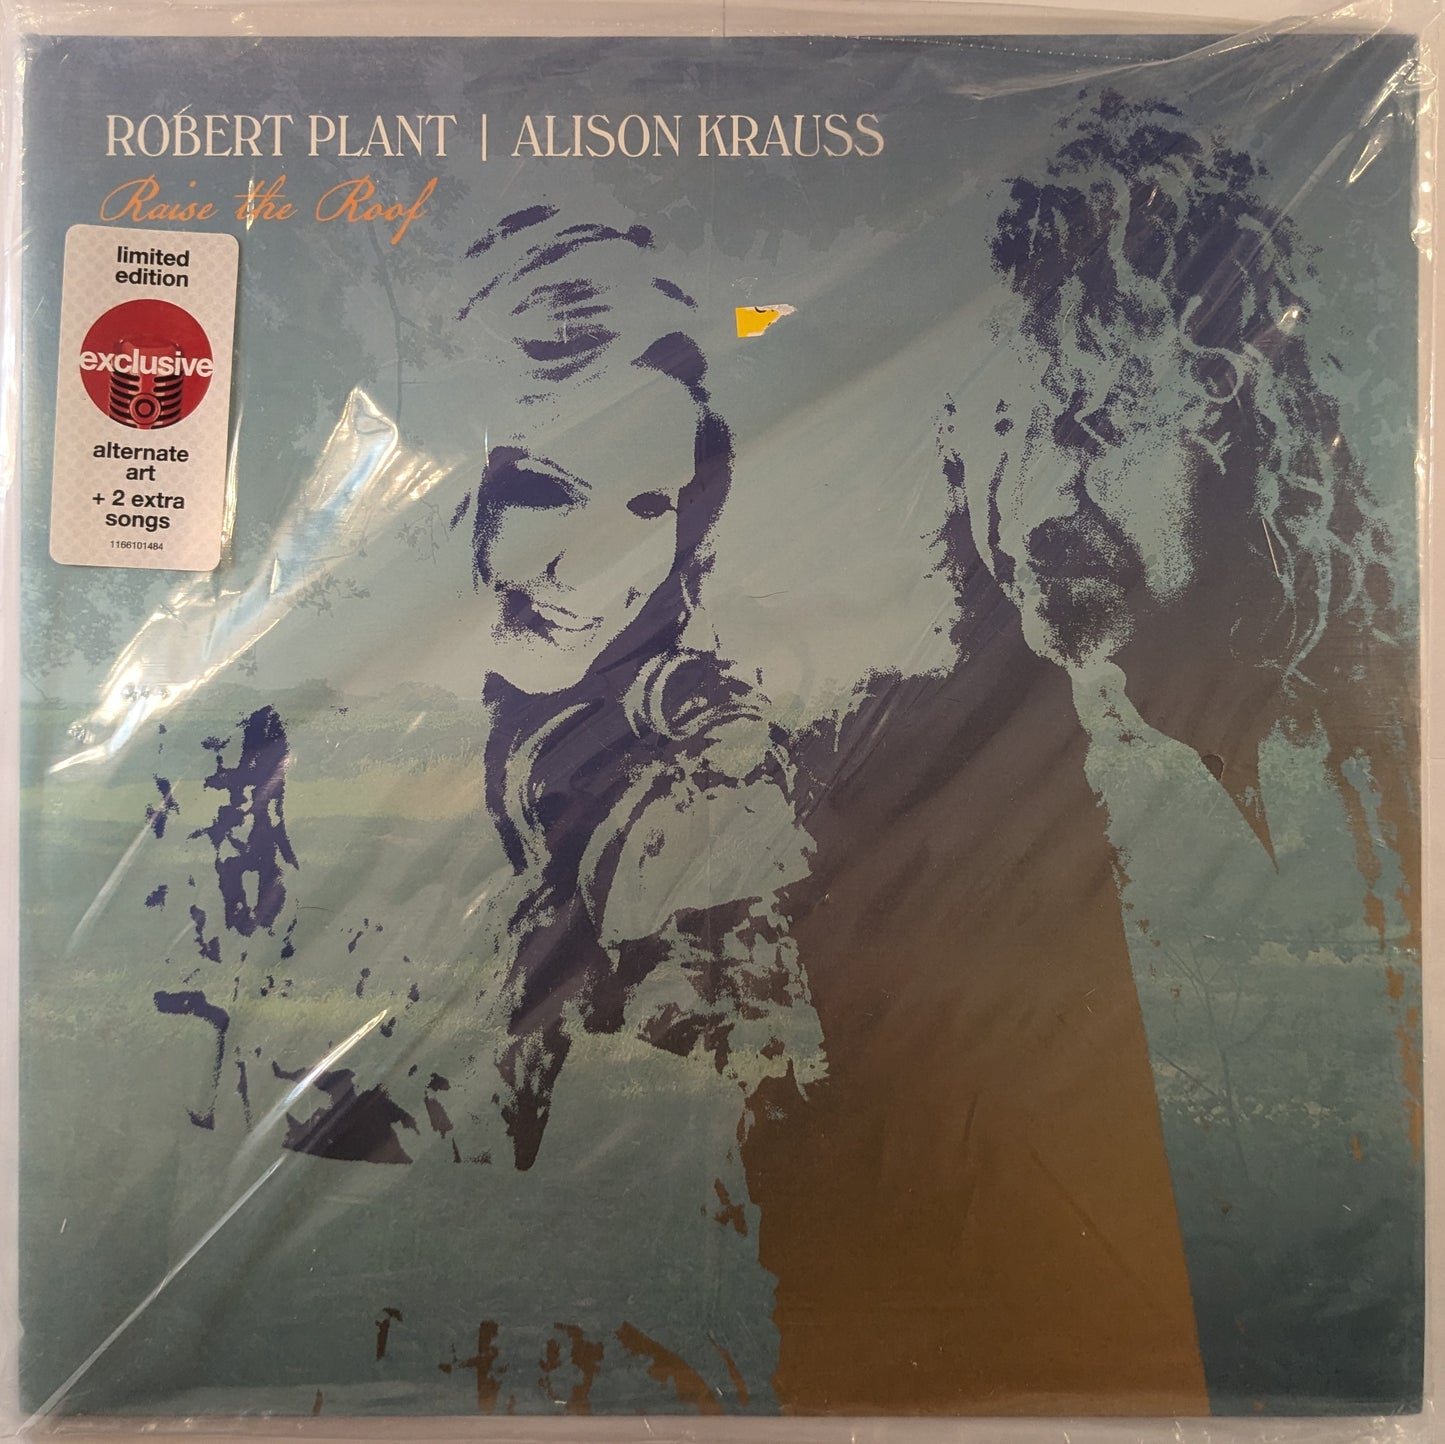 ROBERT PLANT | ALISON KRAUSS
Raise the Roof
limited
edition
exclusive
alternate
art
+ 2 extra
songs
1166101484